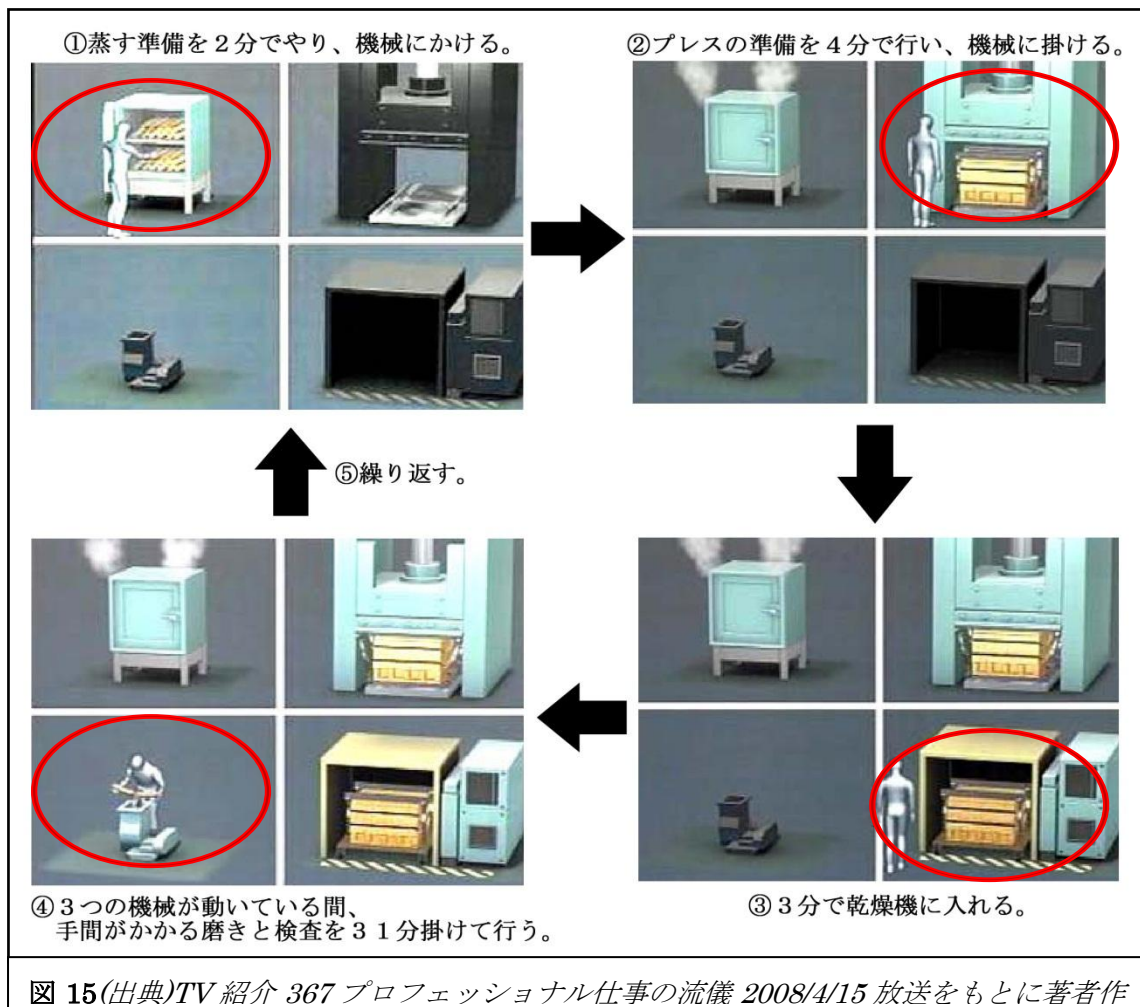 ①蒸す準備を２分でやり、機械にかける。
②プレスの準備を４分で行い、機械に掛ける。
⑤繰り返す。
④３つの機械が動いている間、
手間がかかる磨きと検査を３１分掛けて行う。
③３分で乾燥機に入れる。
図 15(出典)TV 紹介 367 プロフェッショナル仕事の流儀 2008/4/15 放送をもとに著者作